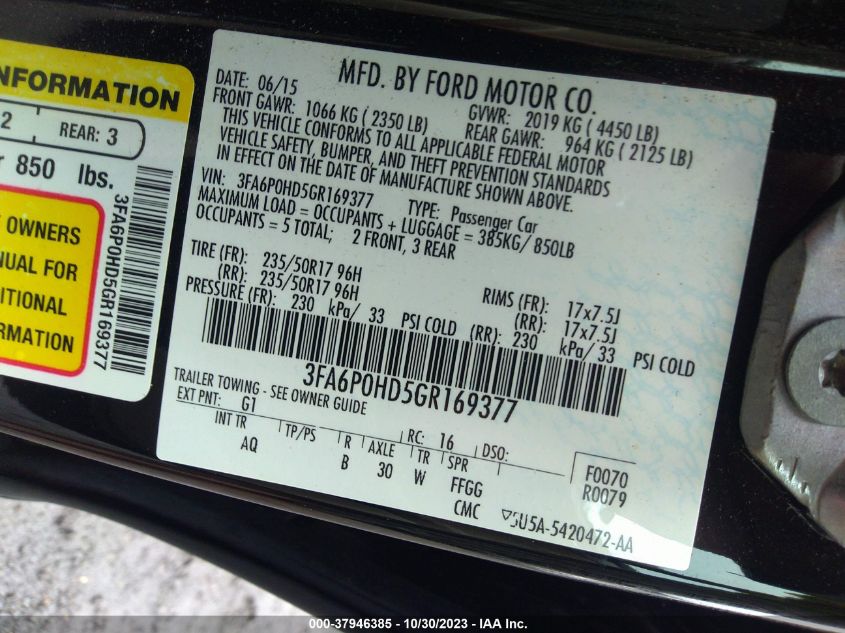 NFORMATION
2
REAR: 3
850 lbs.
OWNERS
NUAL FOR
ITIONAL
ORMATION
3FA6P0HD5GR169377
DATE: 06/15 MFD. BY FORD MOTOR CO.
FRONT GAWR: 1066 KG ( 2350 LB) GVWR: 2019 KG ( 4450 LB)
REAR GAWR: 964 KG ( 2125 LB)
THIS VEHICLE CONFORMS TO ALL APPLICABLE FEDERAL MOTOR
VEHICLE SAFETY, BUMPER, AND THEFT PREVENTION STANDARDS
IN EFFECT ON THE DATE OF MANUFACTURE SHOWN ABOVE.
VIN: 3FA6P0HD5GR169377 TYPE: Passenger Car
MAXIMUM LOAD = OCCUPANTS + LUGGAGE = 385KG/ 850LB
OCCUPANTS = 5 TOTAL; 2 FRONT, 3 REAR
TIRE (FR): 235/50R17 96H RIMS (FR): 17x7.5J
(RR): 235/50R17 96H (RR): 17x7.5J
PRESSURE (FR): 230 kPa/ 33 PSI COLD (RR): 230 kPa/33 PSI COLD
3FA6P0HD5GR169377
TRAILER TOWING - SEE OWNER GUIDE
EXT PNT: G1 RC: 16 DSO: F0070
INT TR TP/PS R AXLE TR SPR R0079
AQ B 30 W FFGG
CMC 5U5A-5420472-AA
000-37946385 - 10/30/2023 - IAA Inc.